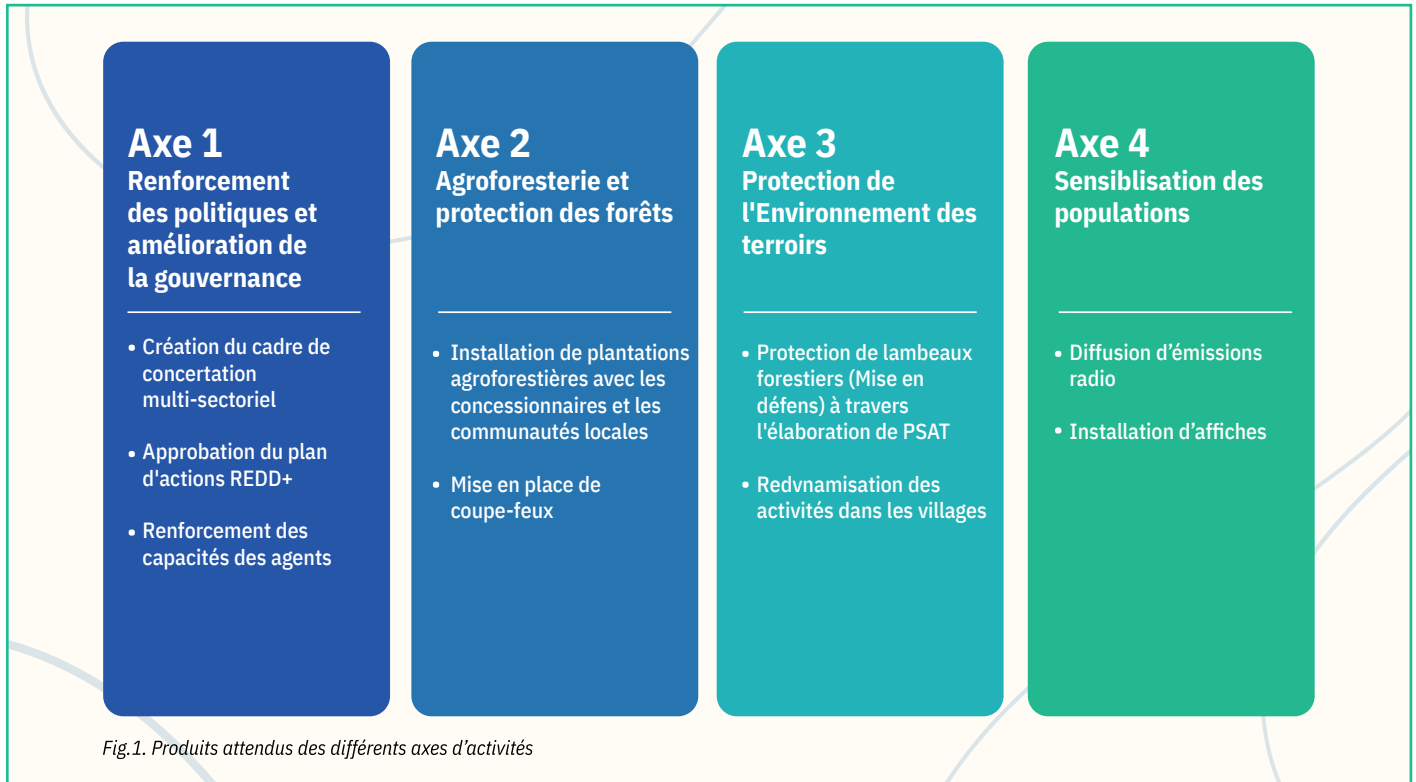 Axe 1
Renforcement
des politiques et
amélioration de
la gouvernance
• Création du cadre de
concertation
multi-sectoriel
• Approbation du plan
d'actions REDD+
• Renforcement des
capacités des agents
Axe 2
Agroforesterie et
protection des forêts
• Installation de plantations
agroforestières avec les
concessionnaires et les
communautés locales
• Mise en place de
coupe-feux
Axe 3
Protection de
l'Environnement des
terroirs
• Protection de lambeaux
forestiers (Mise en
défens) à travers
l'élaboration de PSAT
• Redvnamisation des
activités dans les villages
Axe 4
Sensiblisation des
populations
• Diffusion d’émissions
radio
• Installation d’affiches
Fig.1. Produits attendus des différents axes d’activités